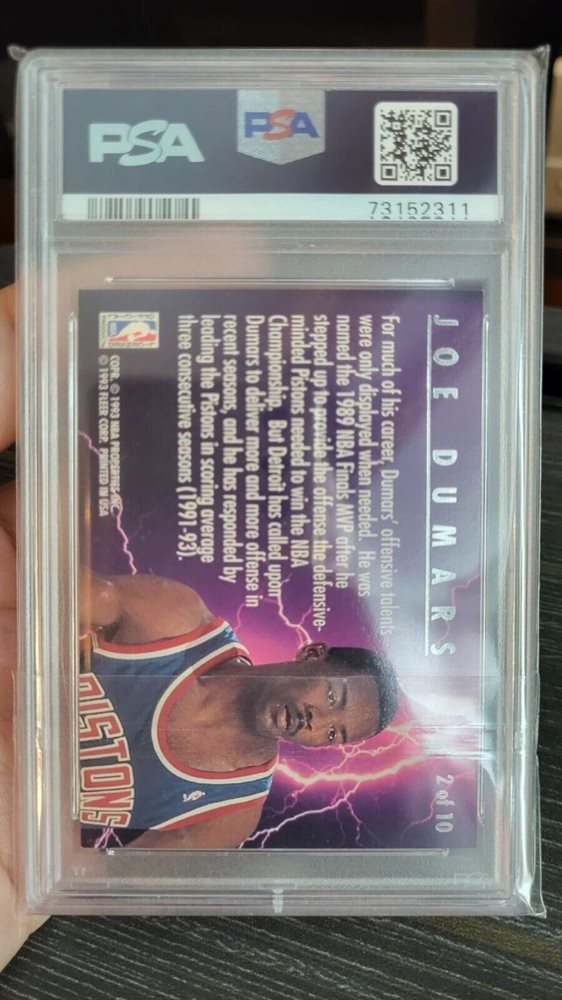 PSA
PSA
73152311
JOE DUMARS
2 of 10
For much of his career, Dumars' offensive talents
were only displayed when needed. He was
named the 1989 NBA Finals MVP after he
stepped up to provide the offense the defensive-
minded Pistons needed to win the NBA
Championship. But Detroit has called upon
Dumars to deliver more and more offense in
recent seasons, and he has responded by
leading the Pistons in scoring average
three consecutive seasons (1991-93).
COPR. © 1993 NBA PROPERTIES, INC.
© 1993 FLEER CORP. PRINTED IN USA
PISTONS